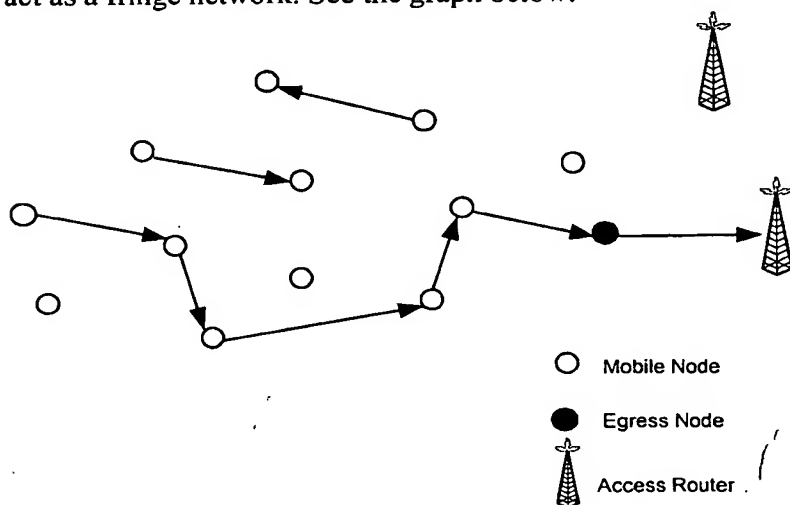 act as a fringe network. See the graph below.
Mobile Node
Egress Node
Access Router